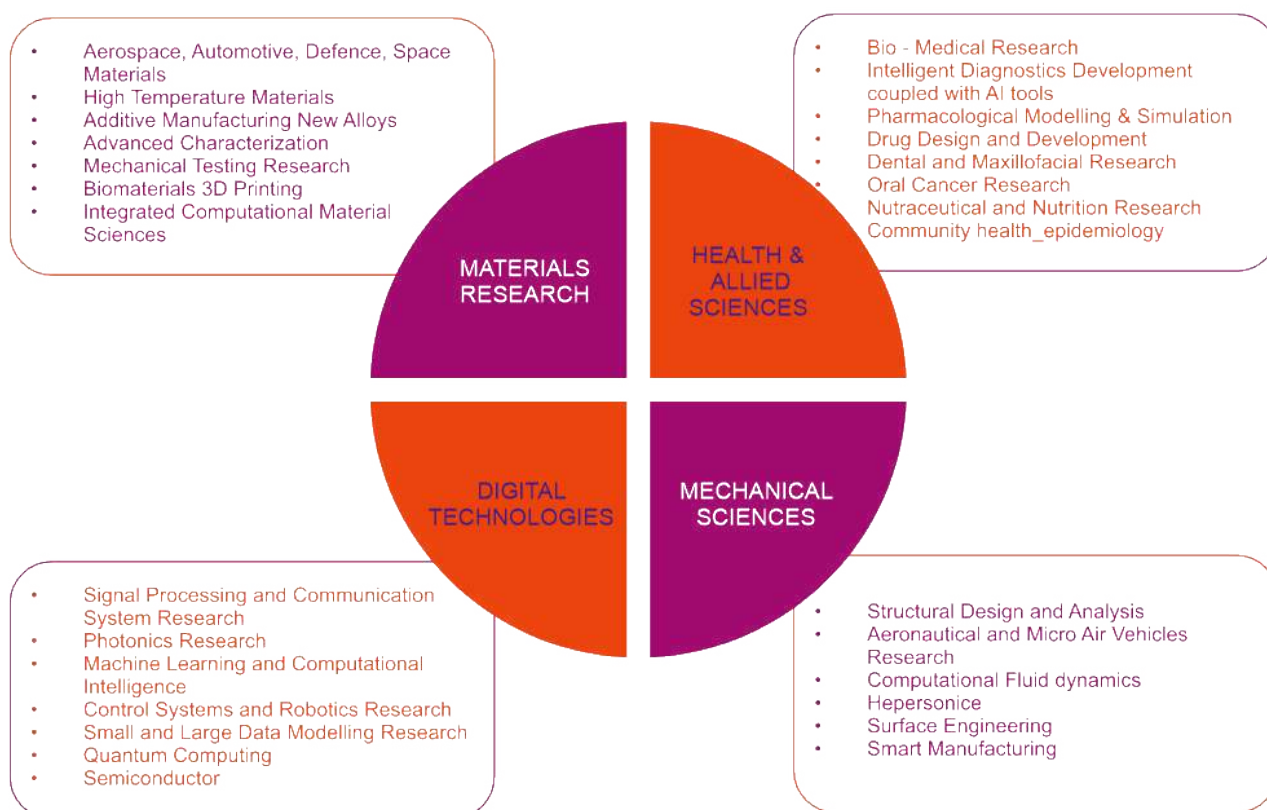 • Aerospace, Automotive, Defence, Space
Materials
• High Temperature Materials
• Additive Manufacturing New Alloys
• Advanced Characterization
• Mechanical Testing Research
• Biomaterials 3D Printing
• Integrated Computational Material
Sciences
MATERIALS
RESEARCH
• Bio - Medical Research
• Intelligent Diagnostics Development
coupled with AI tools
• Pharmacological Modelling & Simulation
• Drug Design and Development
• Dental and Maxillofacial Research
• Oral Cancer Research
Nutraceutical and Nutrition Research
Community health_epidemiology
HEALTH &
ALLIED
SCIENCES
DIGITAL
TECHNOLOGIES
• Signal Processing and Communication
System Research
• Photonics Research
• Machine Learning and Computational
Intelligence
• Control Systems and Robotics Research
• Small and Large Data Modelling Research
• Quantum Computing
• Semiconductor
MECHANICAL
SCIENCES
• Structural Design and Analysis
• Aeronautical and Micro Air Vehicles
Research
• Computational Fluid dynamics
• Hepersonice
• Surface Engineering
• Smart Manufacturing